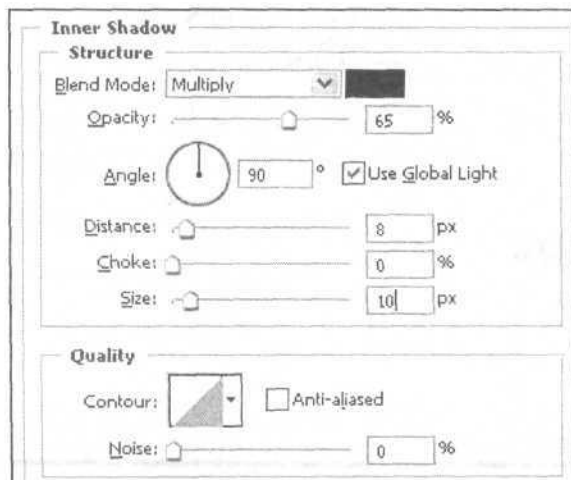 Inner Shadow
Structure
Blend Mode: Multiply
Opacity: 65 %
Angle: 90 ° Use Global Light
Distance: 8 px
Choke: 0 %
Size: 10 px
Quality
Contour: Anti-aliased
Noise: 0 %